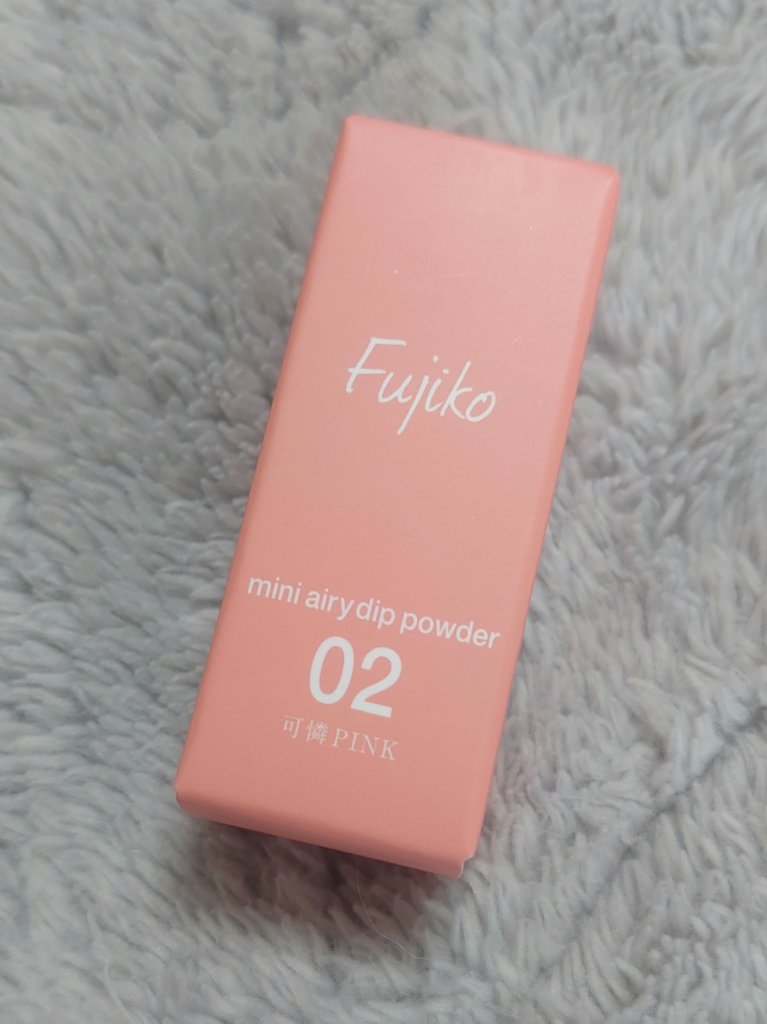 Fujiko
mini airy dip powder
02
可憐PINK